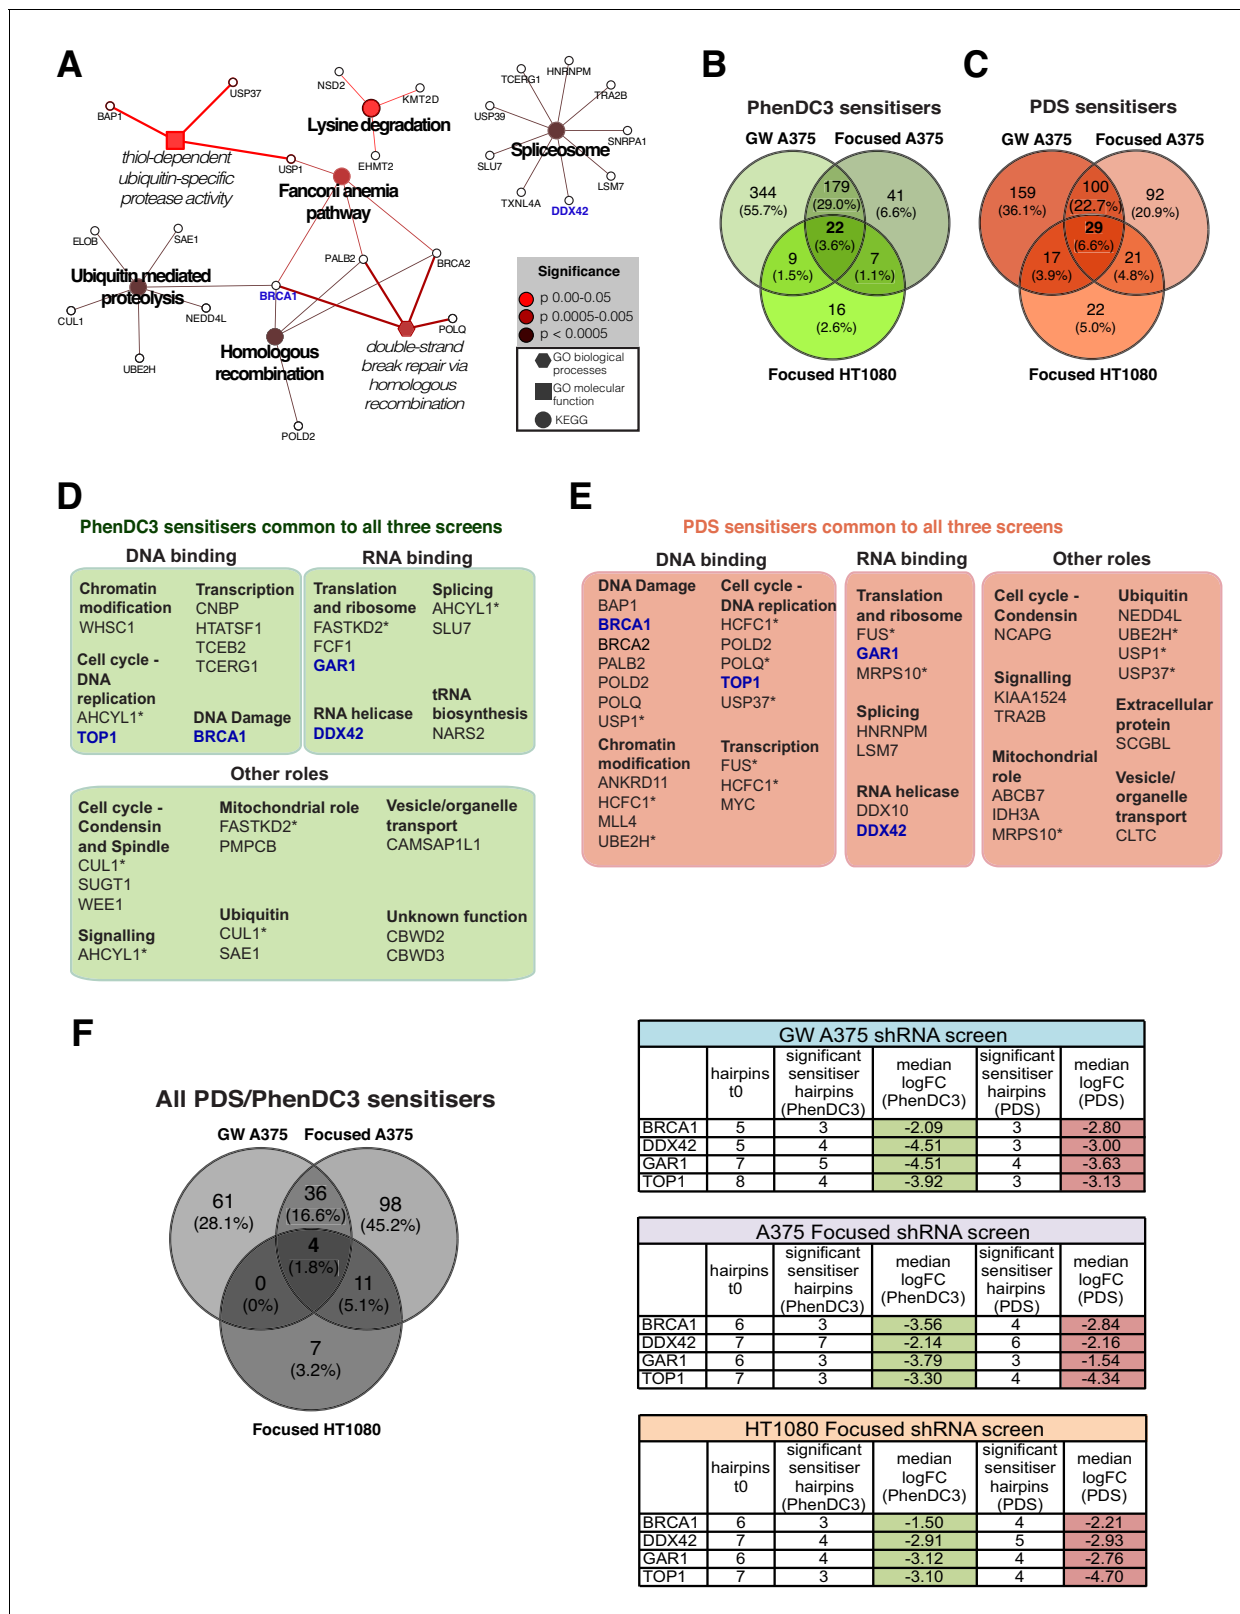 A
USP37
BAP1
thiol-dependent
ubiquitin-specific
protease activity
USP1
NSD2
KMT2D
Lysine degradation
EHMT2
Fanconi anemia
pathway
TCERG1
HNRNPM
TRA2B
USP39
Spliceosome
SNRPA1
SLU7
LSM7
TXNL4A
DDX42
ELOB
SAE1
Ubiquitin mediated
proteolysis
CUL1
NEDD4L
UBE2H
PALB2
BRCA2
BRCA1
POLQ
Homologous
recombination
double-strand
break repair via
homologous
recombination
POLD2
Significance
p 0.00-0.05
p 0.0005-0.005
p < 0.0005
GO biological
processes
GO molecular
function
KEGG
B
PhenDC3 sensitisers
GW A375 Focused A375
344
(55.7%)
179
(29.0%)
41
(6.6%)
22
(3.6%)
9
(1.5%)
7
(1.1%)
16
(2.6%)
Focused HT1080
C
PDS sensitisers
GW A375 Focused A375
159
(36.1%)
100
(22.7%)
92
(20.9%)
29
(6.6%)
17
(3.9%)
21
(4.8%)
22
(5.0%)
Focused HT1080
D
PhenDC3 sensitisers common to all three screens
DNA binding
Chromatin
modification
WHSC1
Cell cycle -
DNA
replication
AHCYL1*
TOP1
Transcription
CNBP
HTATSF1
TCEB2
TCERG1
DNA Damage
BRCA1
RNA binding
Translation
and ribosome
FASTKD2*
FCF1
GAR1
RNA helicase
DDX42
Splicing
AHCYL1*
SLU7
tRNA
biosynthesis
NARS2
Other roles
Cell cycle -
Condensin
and Spindle
CUL1*
SUGT1
WEE1
Signalling
AHCYL1*
Mitochondrial role
FASTKD2*
PMPCB
Ubiquitin
CUL1*
SAE1
Vesicle/organelle
transport
CAMSAP1L1
Unknown function
CBWD2
CBWD3
E
PDS sensitisers common to all three screens
DNA binding
DNA Damage
BAP1
BRCA1
BRCA2
PALB2
POLD2
POLQ
USP1*
Chromatin
modification
ANKRD11
HCFC1*
MLL4
UBE2H*
Cell cycle -
DNA replication
HCFC1*
POLD2
POLQ*
TOP1
USP37*
Transcription
FUS*
HCFC1*
MYC
RNA binding
Translation
and ribosome
FUS*
GAR1
MRPS10*
Splicing
HNRNPM
LSM7
RNA helicase
DDX10
DDX42
Other roles
Cell cycle -
Condensin
NCAPG
Signalling
KIAA1524
TRA2B
Mitochondrial
role
ABCB7
IDH3A
MRPS10*
Ubiquitin
NEDD4L
UBE2H*
USP1*
USP37*
Extracellular
protein
SCGBL
Vesicle/
organelle
transport
CLTC
F
All PDS/PhenDC3 sensitisers
GW A375 Focused A375
61
(28.1%)
36
(16.6%)
98
(45.2%)
4
(1.8%)
0
(0%)
11
(5.1%)
7
(3.2%)
Focused HT1080
GW A375 shRNA screen
hairpins t0 significant sensitiser hairpins (PhenDC3) median logFC (PhenDC3) significant sensitiser hairpins (PDS) median logFC (PDS)
BRCA1 5 3 -2.09 3 -2.80
DDX42 5 4 -4.51 3 -3.00
GAR1 7 5 -4.51 4 -3.63
TOP1 8 4 -3.92 3 -3.13
A375 Focused shRNA screen
hairpins t0 significant sensitiser hairpins (PhenDC3) median logFC (PhenDC3) significant sensitiser hairpins (PDS) median logFC (PDS)
BRCA1 6 3 -3.56 4 -2.84
DDX42 7 7 -2.14 6 -2.16
GAR1 6 3 -3.79 3 -1.54
TOP1 7 3 -3.30 4 -4.34
HT1080 Focused shRNA screen
hairpins t0 significant sensitiser hairpins (PhenDC3) median logFC (PhenDC3) significant sensitiser hairpins (PDS) median logFC (PDS)
BRCA1 6 3 -1.50 4 -2.21
DDX42 7 4 -2.91 5 -2.93
GAR1 6 4 -3.12 4 -2.76
TOP1 7 3 -3.10 4 -4.70